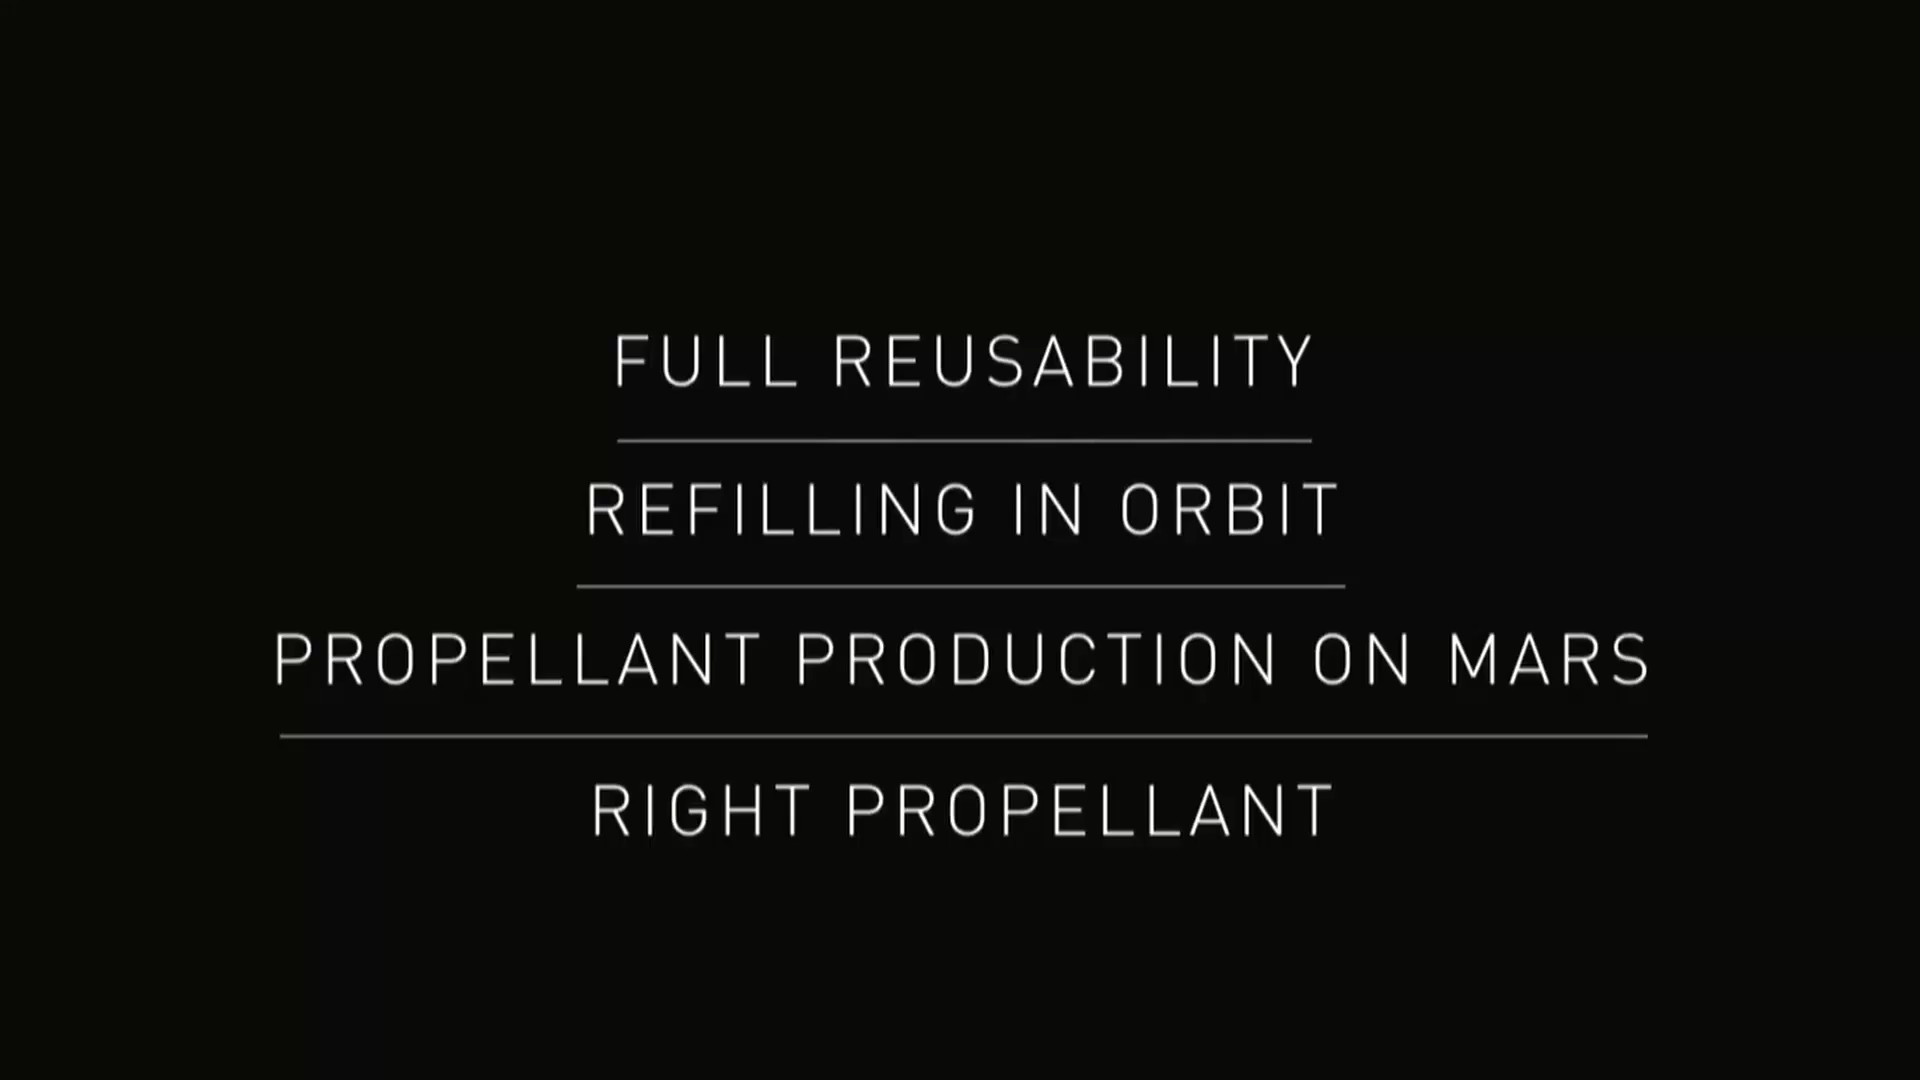 FULL REUSABILITY
REFILLING IN ORBIT
PROPELLANT PRODUCTION ON MARS
RIGHT PROPELLANT